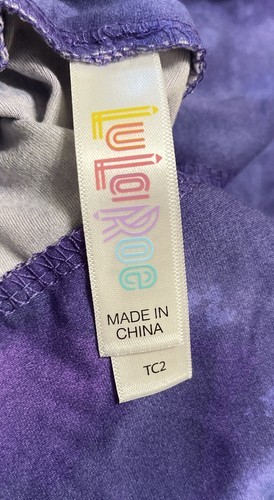 LuLaRoe
MADE IN
CHINA
TC2